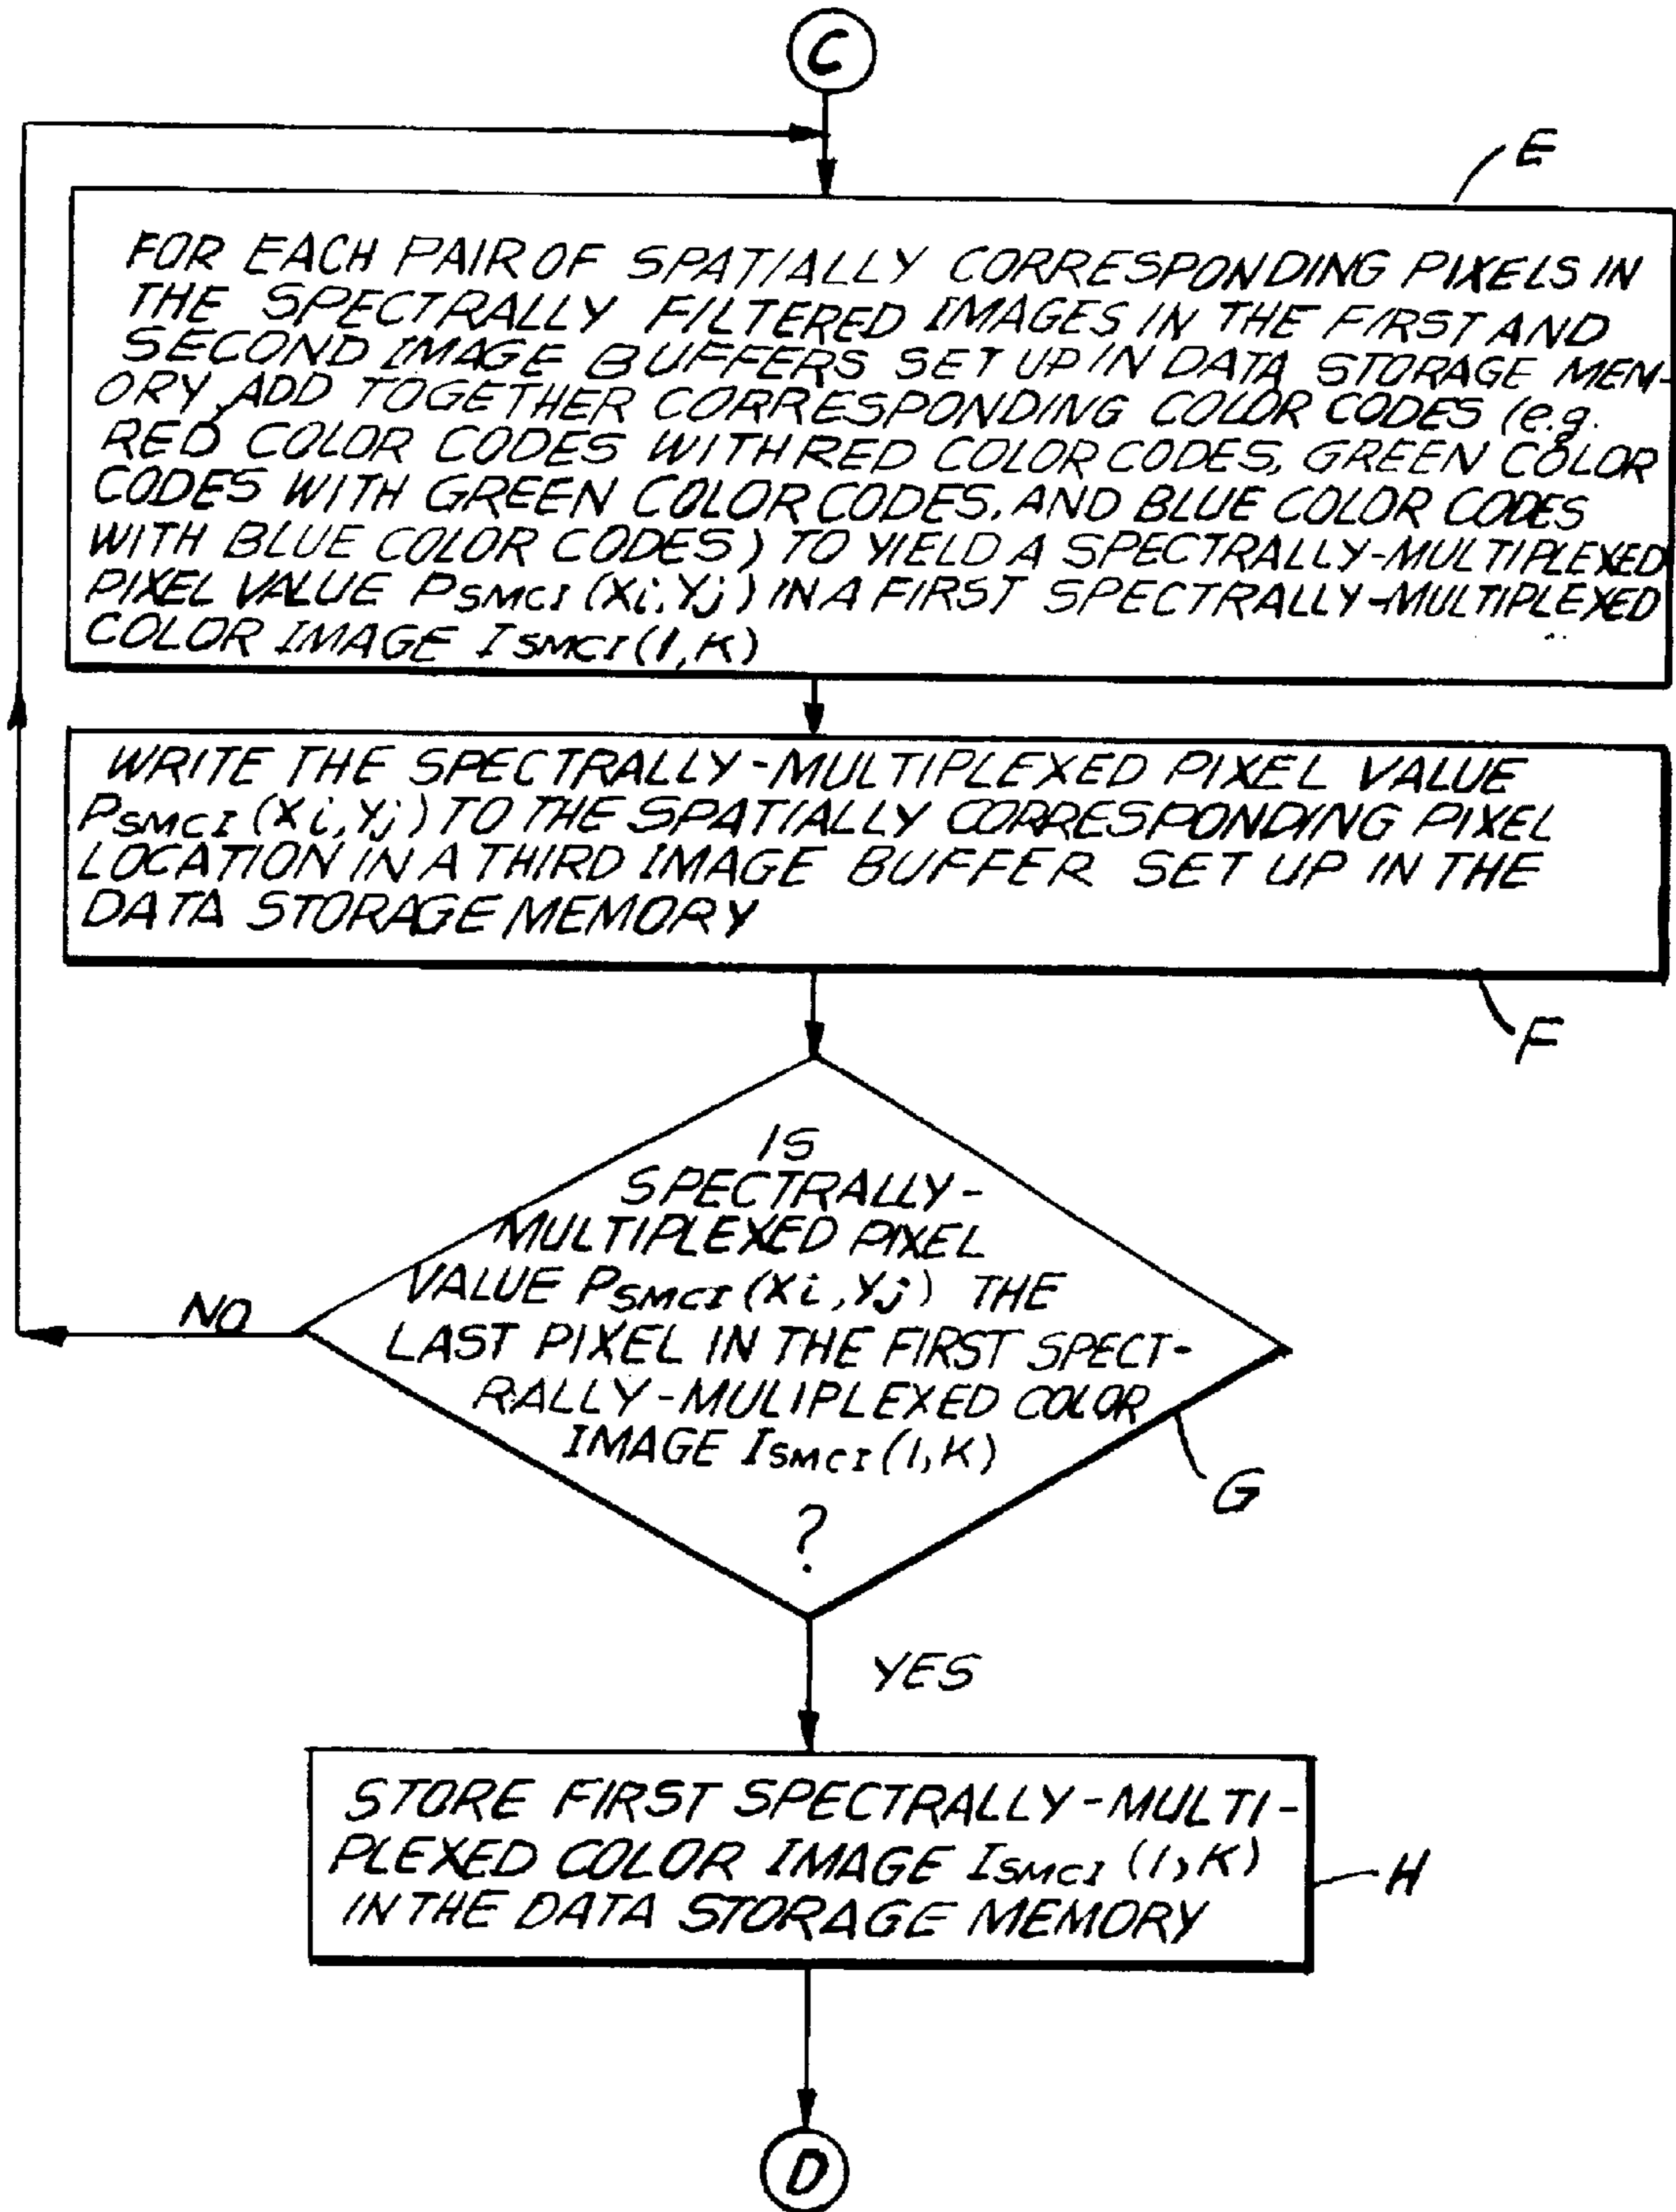 C
E
FOR EACH PAIR OF SPATIALLY CORRESPONDING PIXELS IN
THE SPECTRALLY FILTERED IMAGES IN THE FIRST AND
SECOND IMAGE BUFFERS SET UP IN DATA STORAGE MEM-
ORY, ADD TOGETHER CORRESPONDING COLOR CODES (e.g.
RED COLOR CODES WITH RED COLOR CODES, GREEN COLOR
CODES WITH GREEN COLOR CODES, AND BLUE COLOR CODES
WITH BLUE COLOR CODES) TO YIELD A SPECTRALLY-MULTIPLEXED
PIXEL VALUE PSMCI (Xi, Yj) IN A FIRST SPECTRALLY-MULTIPLEXED
COLOR IMAGE ISMCI (1,K)
WRITE THE SPECTRALLY-MULTIPLEXED PIXEL VALUE
PSMCI (Xi, Yj) TO THE SPATIALLY CORRESPONDING PIXEL
LOCATION IN A THIRD IMAGE BUFFER SET UP IN THE
DATA STORAGE MEMORY
F
IS
SPECTRALLY-
MULTIPLEXED PIXEL
VALUE PSMCI (Xi, Yj) THE
LAST PIXEL IN THE FIRST SPECT-
RALLY-MULIPLEXED COLOR
IMAGE ISMCI (1,K)
?
NO
G
YES
STORE FIRST SPECTRALLY-MULTI-
PLEXED COLOR IMAGE ISMCI (1,K)
IN THE DATA STORAGE MEMORY
H
D